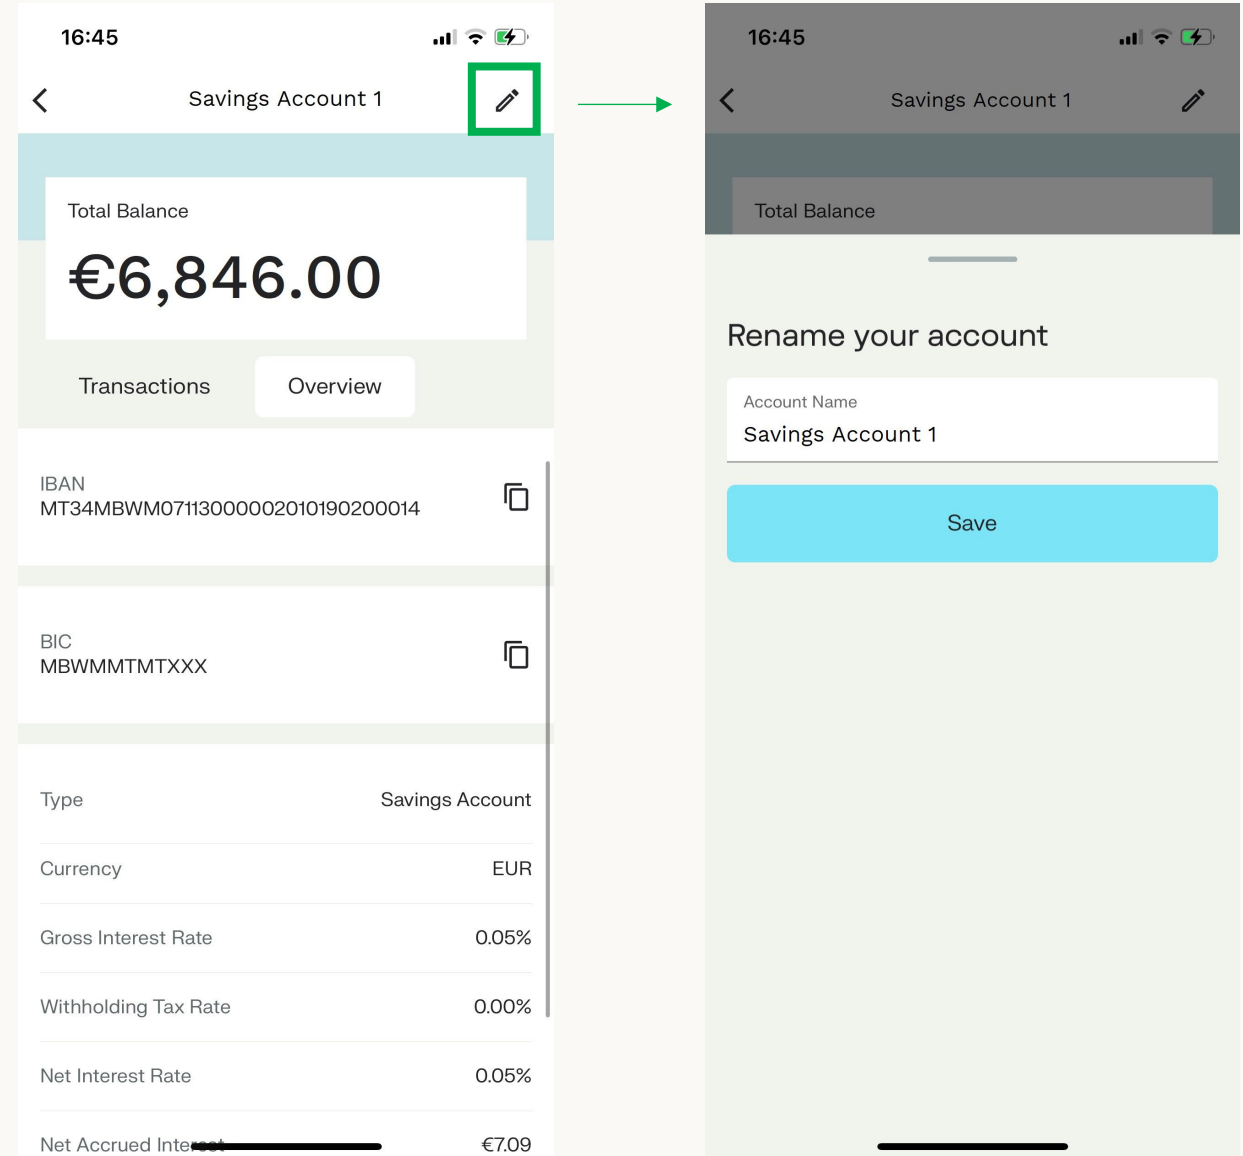 16:45
Savings Account 1
Total Balance
€6,846.00
Transactions
Overview
IBAN
MT34MBWM07113000002010190200014
BIC
MBWMMTMTXXX
Type
Savings Account
Currency
EUR
Gross Interest Rate
0.05%
Withholding Tax Rate
0.00%
Net Interest Rate
0.05%
Net Accrued Interest
€7.09
16:45
Savings Account 1
Total Balance
Rename your account
Account Name
Savings Account 1
Save